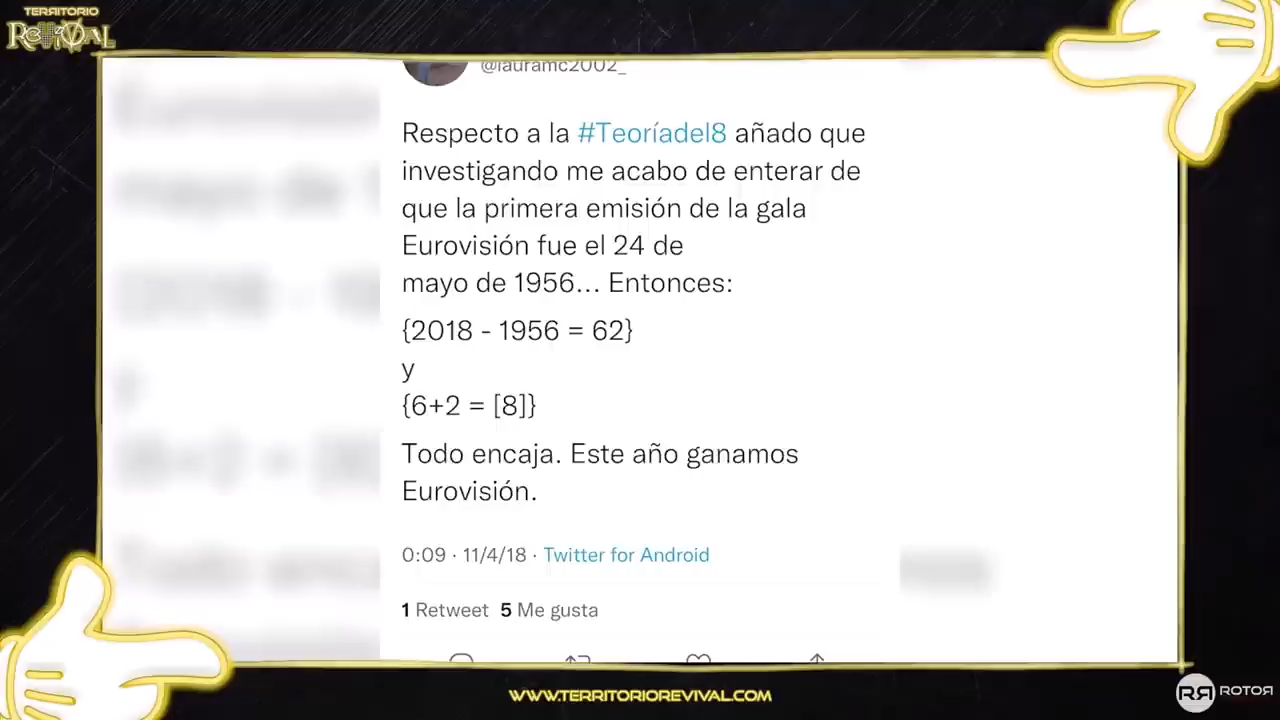 TERRITORIO
REVIVAL
@lauramc2002_
Respecto a la #Teoríadel8 añado que
investigando me acabo de enterar de
que la primera emisión de la gala
Eurovisión fue el 24 de
mayo de 1956... Entonces:
{2018 - 1956 = 62}
y
{6+2 = [8]}
Todo encaja. Este año ganamos
Eurovisión.
0:09 · 11/4/18 · Twitter for Android
1 Retweet 5 Me gusta
WWW.TERRITORIOREVIVAL.COM
RR ROTOR